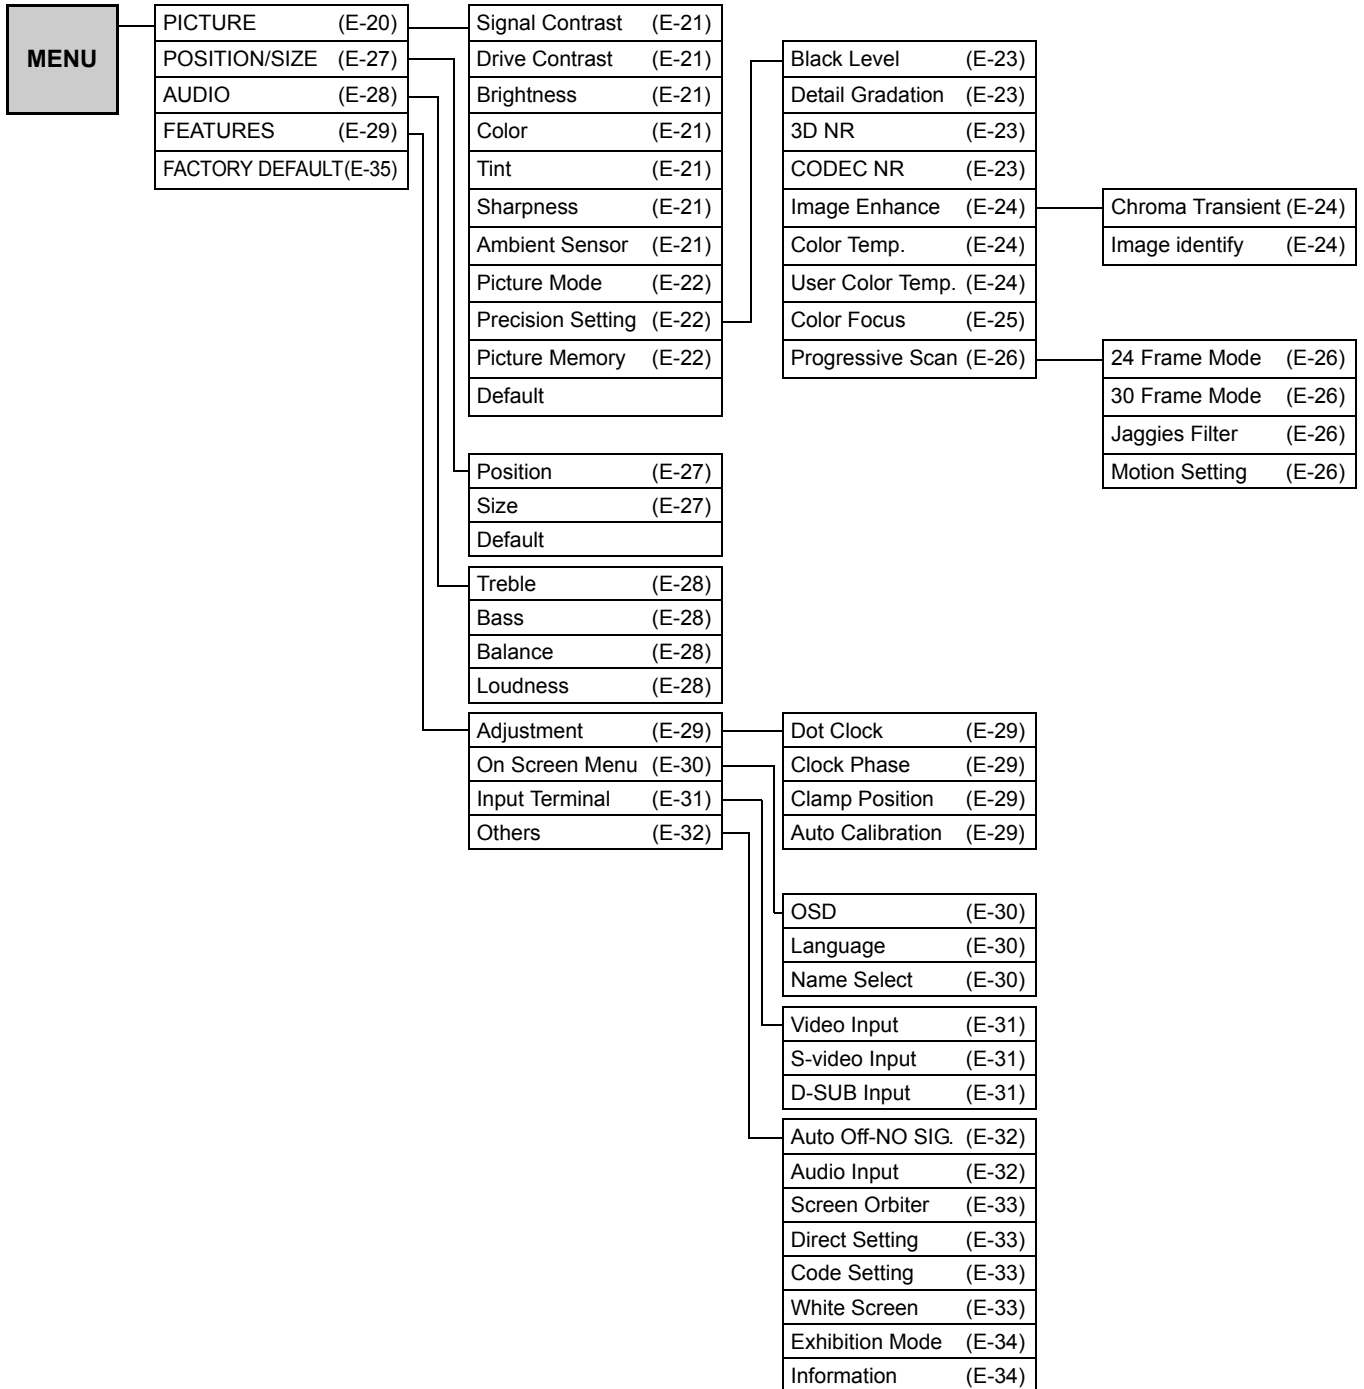 MENU
PICTURE (E-20)
POSITION/SIZE (E-27)
AUDIO (E-28)
FEATURES (E-29)
FACTORY DEFAULT(E-35)
Signal Contrast (E-21)
Drive Contrast (E-21)
Brightness (E-21)
Color (E-21)
Tint (E-21)
Sharpness (E-21)
Ambient Sensor (E-21)
Picture Mode (E-22)
Precision Setting (E-22)
Picture Memory (E-22)
Default
Black Level (E-23)
Detail Gradation (E-23)
3D NR (E-23)
CODEC NR (E-23)
Image Enhance (E-24)
Color Temp. (E-24)
User Color Temp. (E-24)
Color Focus (E-25)
Progressive Scan (E-26)
Chroma Transient (E-24)
Image identify (E-24)
24 Frame Mode (E-26)
30 Frame Mode (E-26)
Jaggies Filter (E-26)
Motion Setting (E-26)
Position (E-27)
Size (E-27)
Default
Treble (E-28)
Bass (E-28)
Balance (E-28)
Loudness (E-28)
Adjustment (E-29)
On Screen Menu (E-30)
Input Terminal (E-31)
Others (E-32)
Dot Clock (E-29)
Clock Phase (E-29)
Clamp Position (E-29)
Auto Calibration (E-29)
OSD (E-30)
Language (E-30)
Name Select (E-30)
Video Input (E-31)
S-video Input (E-31)
D-SUB Input (E-31)
Auto Off-NO SIG. (E-32)
Audio Input (E-32)
Screen Orbiter (E-33)
Direct Setting (E-33)
Code Setting (E-33)
White Screen (E-33)
Exhibition Mode (E-34)
Information (E-34)